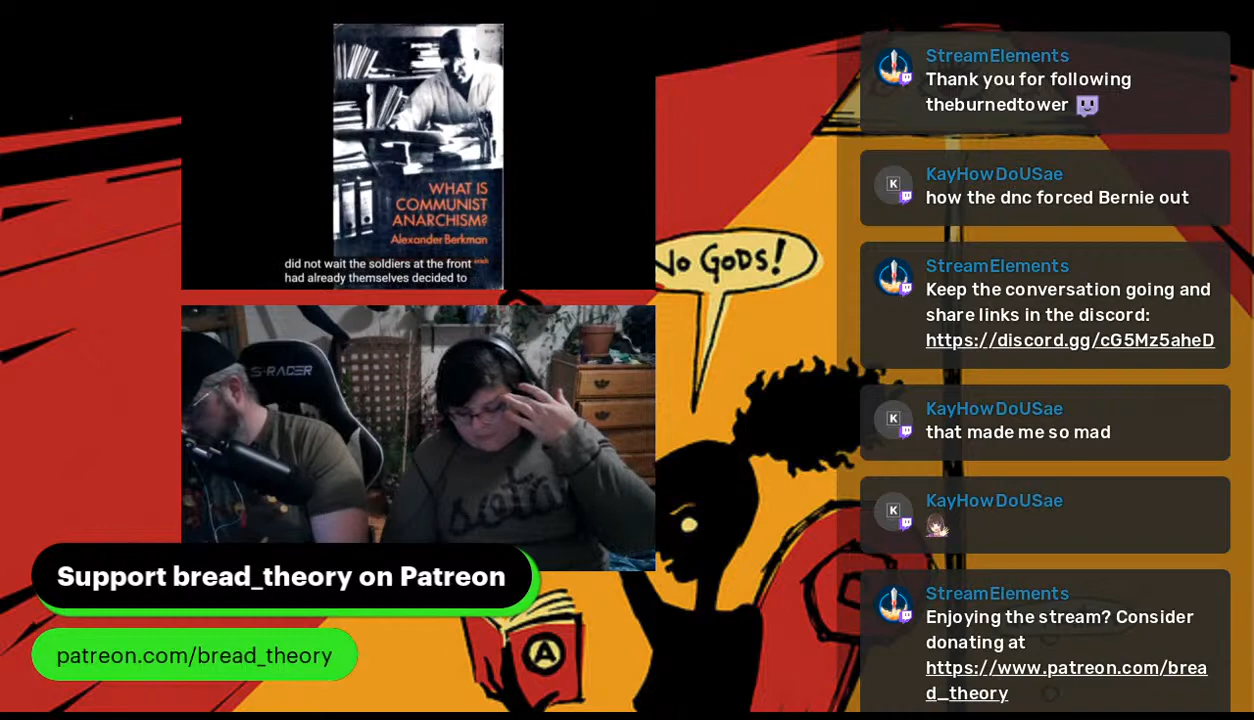 WHAT IS
COMMUNIST
ANARCHISM?
Alexander Berkman
did not wait the soldiers at the front
had already themselves decided to
S-RACER
sota
No GODS!
A
Support bread_theory on Patreon
patreon.com/bread_theory
StreamElements
Thank you for following
theburnedtower
K
KayHowDoUSae
how the dnc forced Bernie out
StreamElements
Keep the conversation going and
share links in the discord:
https://discord.gg/cG5Mz5aheD
K
KayHowDoUSae
that made me so mad
K
KayHowDoUSae
StreamElements
Enjoying the stream? Consider
donating at
https://www.patreon.com/brea
d_theory